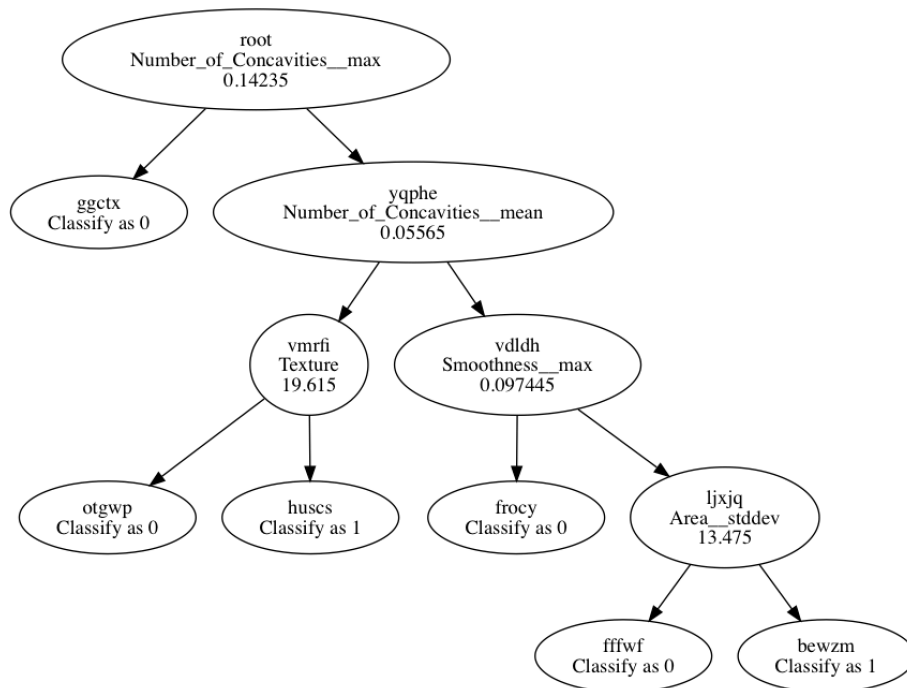 root
Number_of_Concavities__max
0.14235
ggctx
Classify as 0
yqphe
Number_of_Concavities__mean
0.05565
vmrfi
Texture
19.615
vdldh
Smoothness__max
0.097445
otgwp
Classify as 0
huscs
Classify as 1
frocy
Classify as 0
ljxjq
Area__stddev
13.475
fffwf
Classify as 0
bewzm
Classify as 1